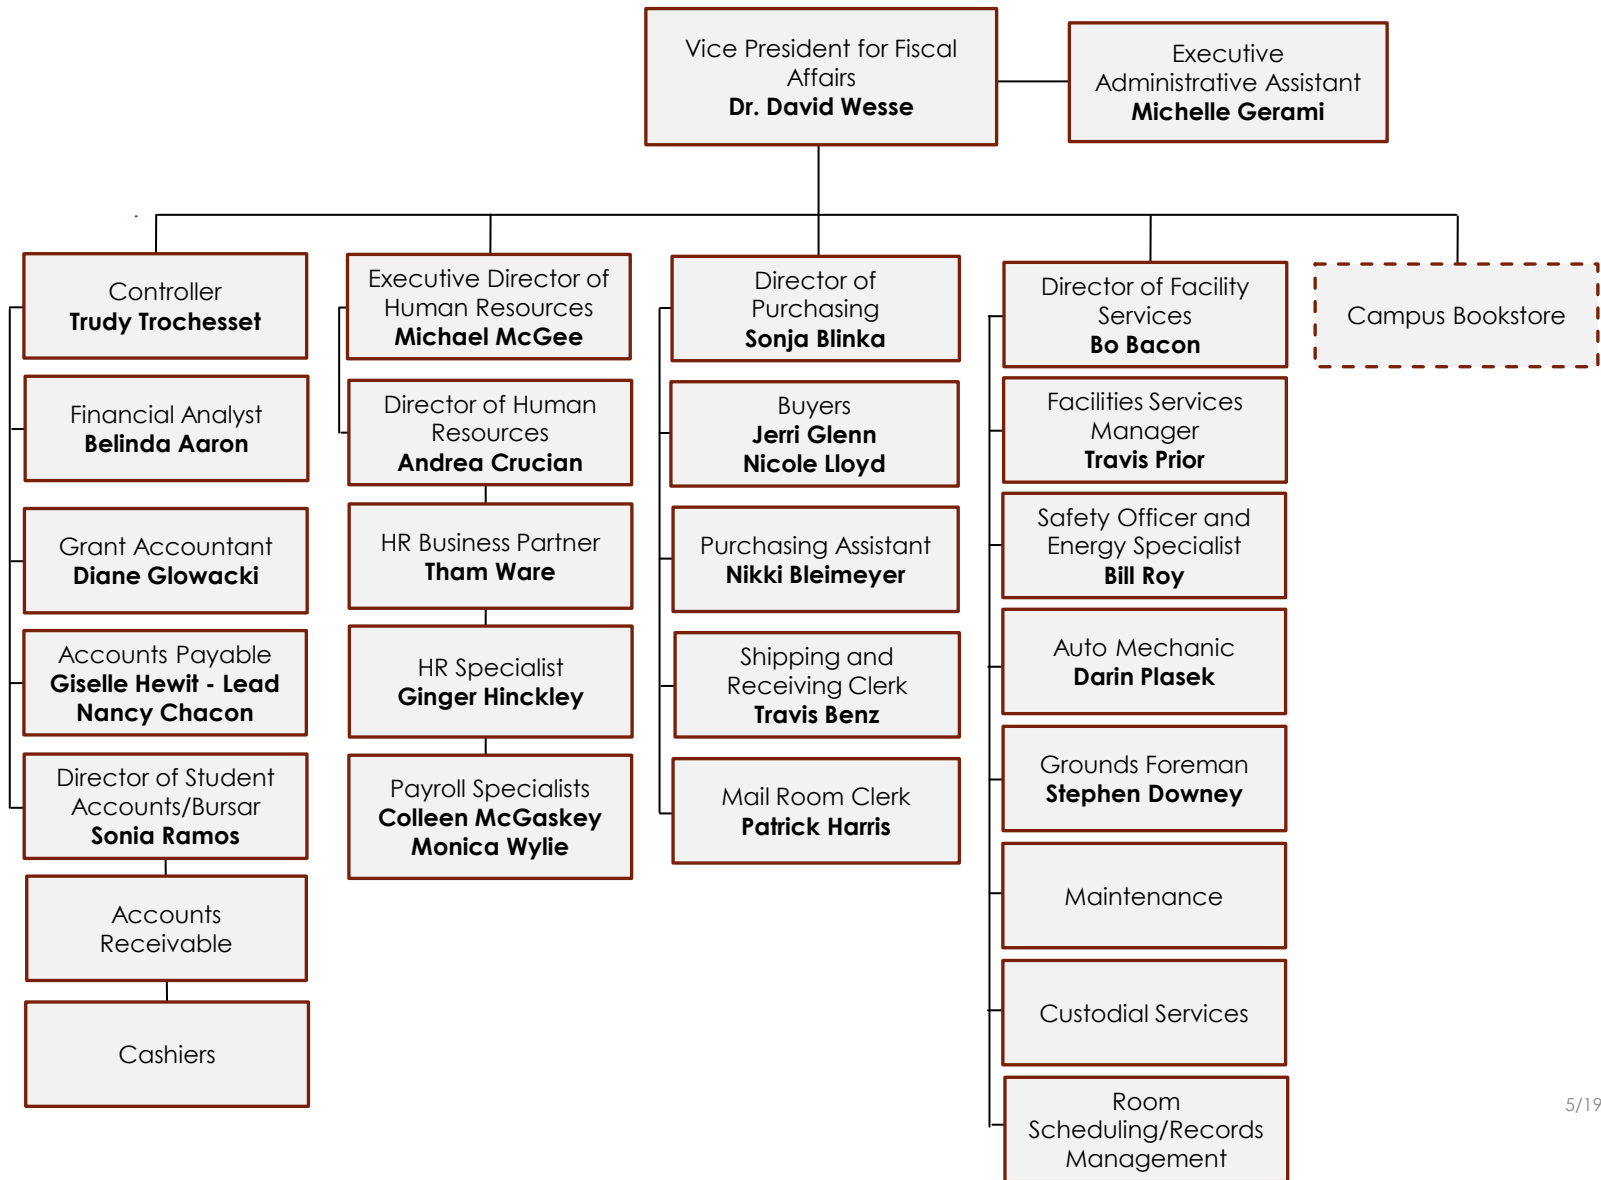 Vice President for Fiscal
Affairs
Dr. David Wesse
Executive
Administrative Assistant
Michelle Gerami
Controller
Trudy Trochesset
Financial Analyst
Belinda Aaron
Grant Accountant
Diane Glowacki
Accounts Payable
Giselle Hewit - Lead
Nancy Chacon
Director of Student
Accounts/Bursar
Sonia Ramos
Accounts
Receivable
Cashiers
Executive Director of
Human Resources
Michael McGee
Director of Human
Resources
Andrea Crucian
HR Business Partner
Tham Ware
HR Specialist
Ginger Hinckley
Payroll Specialists
Colleen McGaskey
Monica Wylie
Director of
Purchasing
Sonja Blinka
Buyers
Jerri Glenn
Nicole Lloyd
Purchasing Assistant
Nikki Bleimeyer
Shipping and
Receiving Clerk
Travis Benz
Mail Room Clerk
Patrick Harris
Director of Facility
Services
Bo Bacon
Facilities Services
Manager
Travis Prior
Safety Officer and
Energy Specialist
Bill Roy
Auto Mechanic
Darin Plasek
Grounds Foreman
Stephen Downey
Maintenance
Custodial Services
Room
Scheduling/Records
Management
Campus Bookstore
5/19